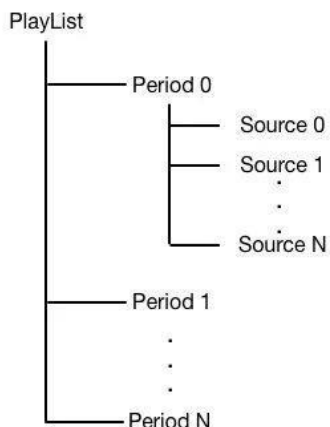 PlayList
Period 0
Source 0
Source 1
.
.
.
Source N
Period 1
.
.
.
Period N